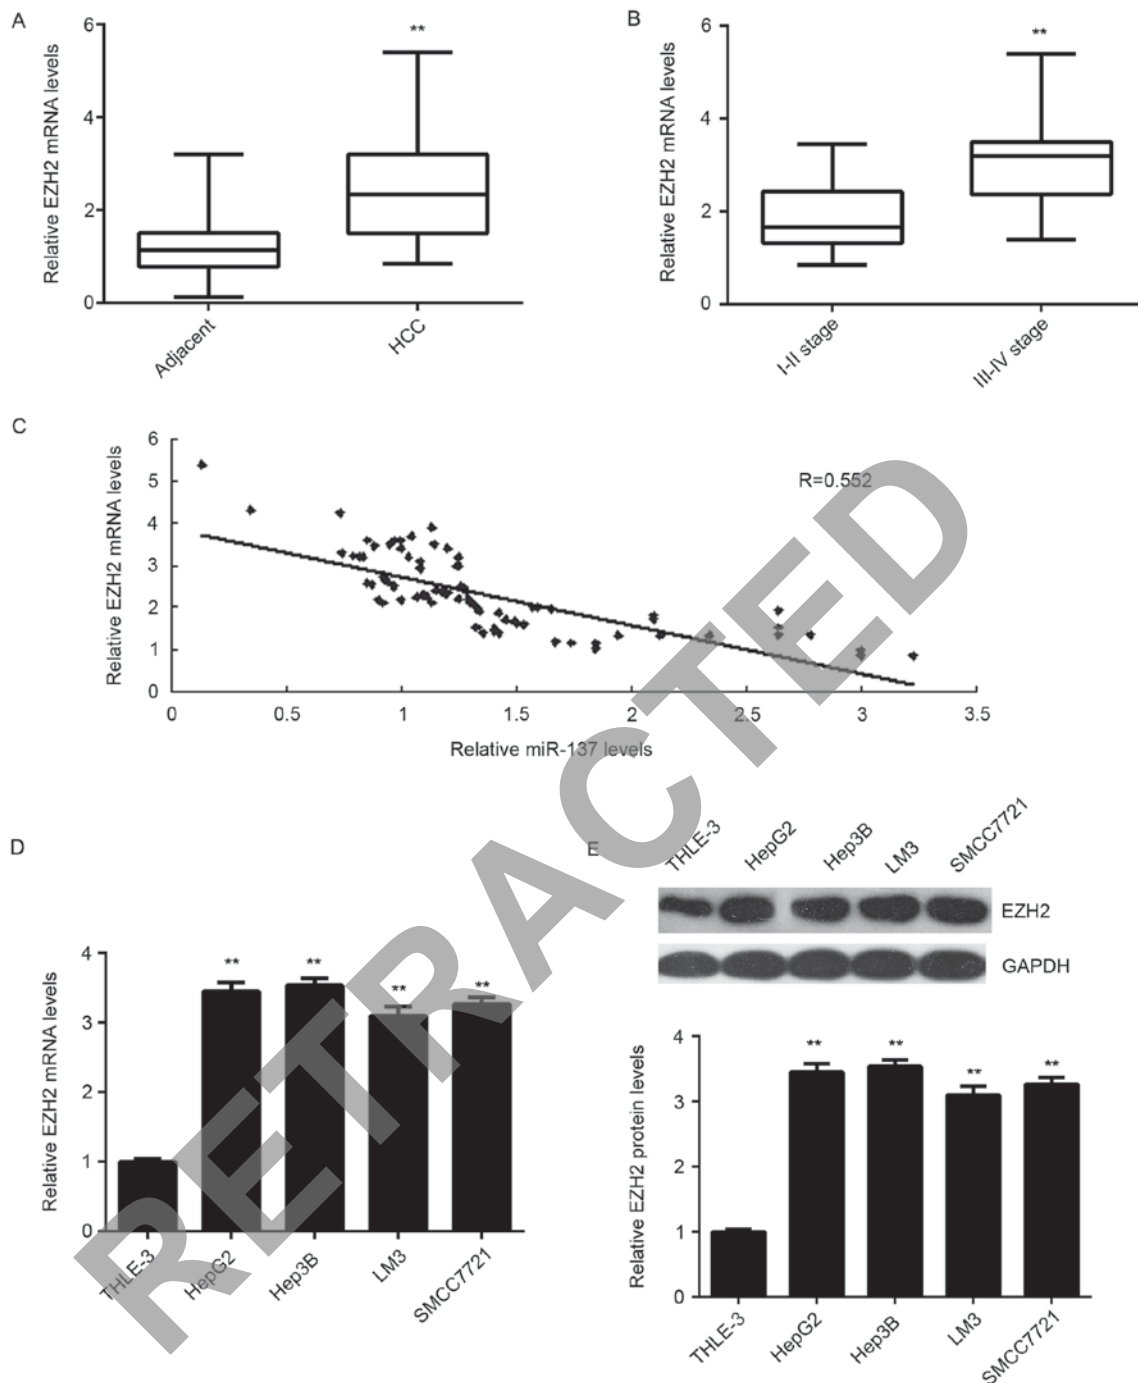 A
Relative EZH2 mRNA levels
6
4
2
0
**
Adjacent
HCC
B
Relative EZH2 mRNA levels
6
4
2
0
**
I-II stage
III-IV stage
C
Relative EZH2 mRNA levels
6
5
4
3
2
1
0
R=0.552
0
0.5
1
1.5
2
2.5
3
3.5
Relative miR-137 levels
D
Relative EZH2 mRNA levels
4
3
2
1
0
**
**
**
**
THLE-3
HepG2
Hep3B
LM3
SMCC7721
E
THLE-3
HepG2
Hep3B
LM3
SMCC7721
EZH2
GAPDH
Relative EZH2 protein levels
4
3
2
1
0
**
**
**
**
THLE-3
HepG2
Hep3B
LM3
SMCC7721
RETRACTED